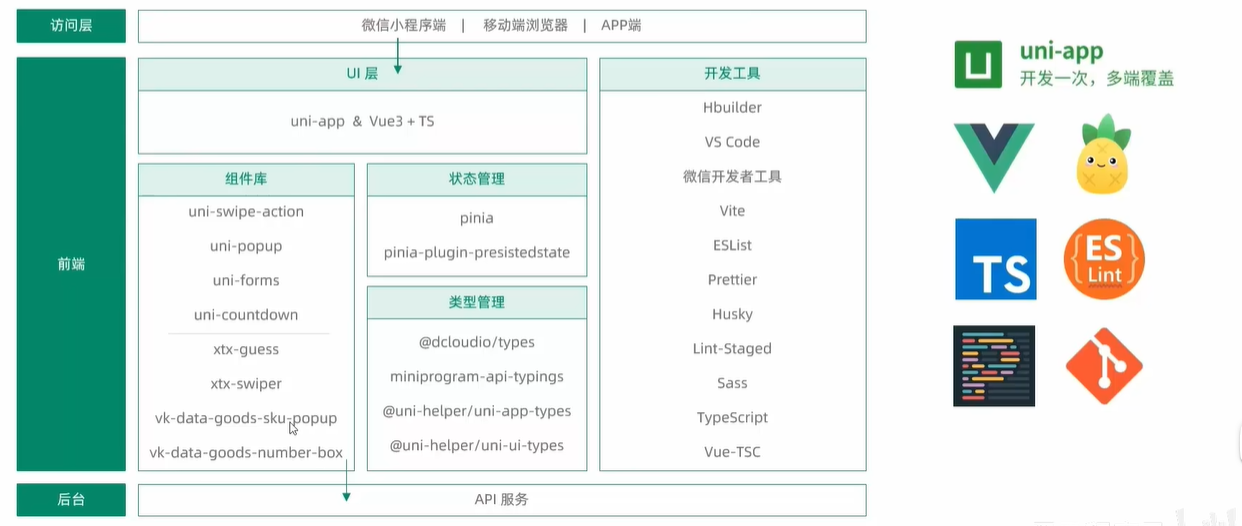 访问层
微信小程序端 | 移动端浏览器 | APP端
前端
UI 层
uni-app & Vue3 + TS
组件库
uni-swipe-action
uni-popup
uni-forms
uni-countdown
xtx-guess
xtx-swiper
vk-data-goods-sku-popup
vk-data-goods-number-box
状态管理
pinia
pinia-plugin-presistedstate
类型管理
@dcloudio/types
miniprogram-api-typings
@uni-helper/uni-app-types
@uni-helper/uni-ui-types
开发工具
Hbuilder
VS Code
微信开发者工具
Vite
ESList
Prettier
Husky
Lint-Staged
Sass
TypeScript
Vue-TSC
后台
API 服务
uni-app
开发一次，多端覆盖
TS
{ES}
Lint